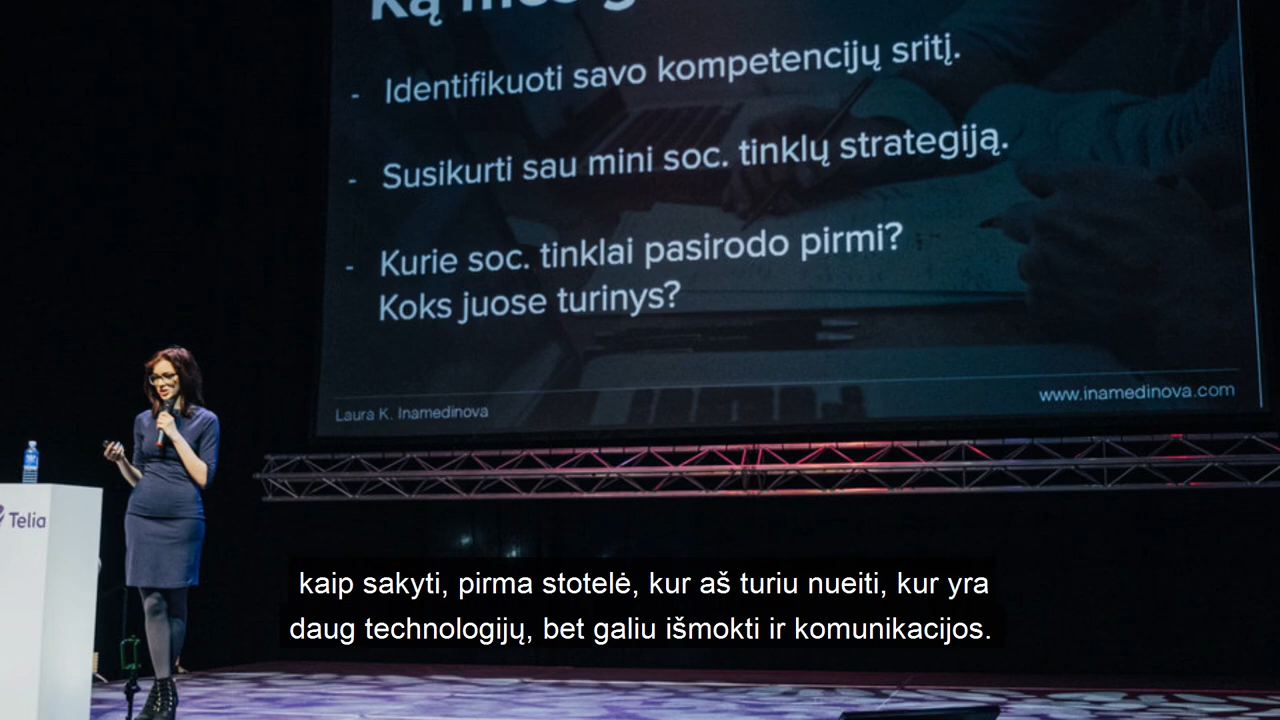 Ką
- Identifikuoti savo kompetencijų sritį.
- Susikurti sau mini soc. tinklų strategiją.
- Kurie soc. tinklai pasirodo pirmi?
Koks juose turinys?
Laura K. Inamedinova
www.inamedinova.com
Telia
kaip sakyti, pirma stotelė, kur aš turiu nueiti, kur yra
daug technologijų, bet galiu išmokti ir komunikacijos.